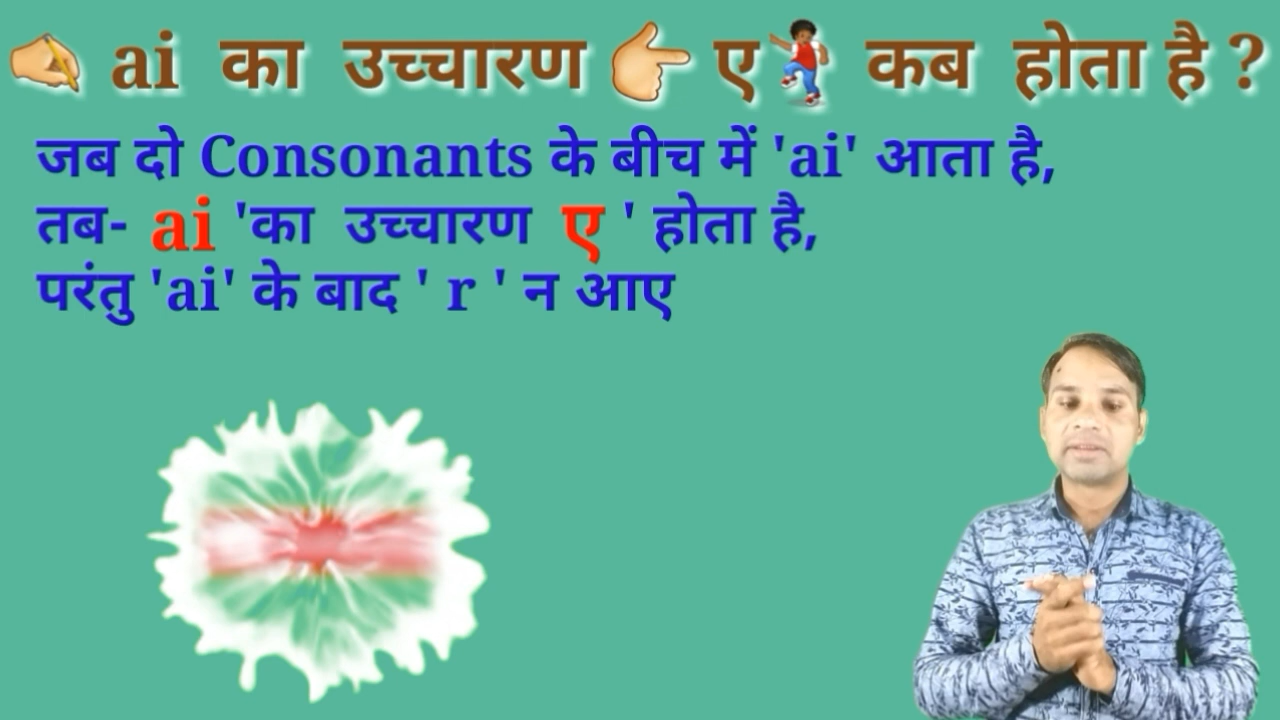 ai का उच्चारण ए कब होता है ?
जब दो Consonants के बीच में 'ai' आता है,
तब- ai 'का उच्चारण ए ' होता है,
परंतु 'ai' के बाद ' r ' न आए